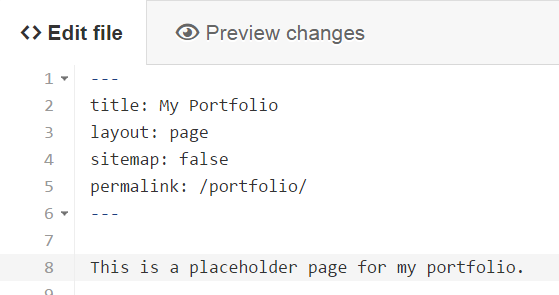 <> Edit file
Preview changes
1 ---
2 title: My Portfolio
3 layout: page
4 sitemap: false
5 permalink: /portfolio/
6 ---
7
8 This is a placeholder page for my portfolio.
9